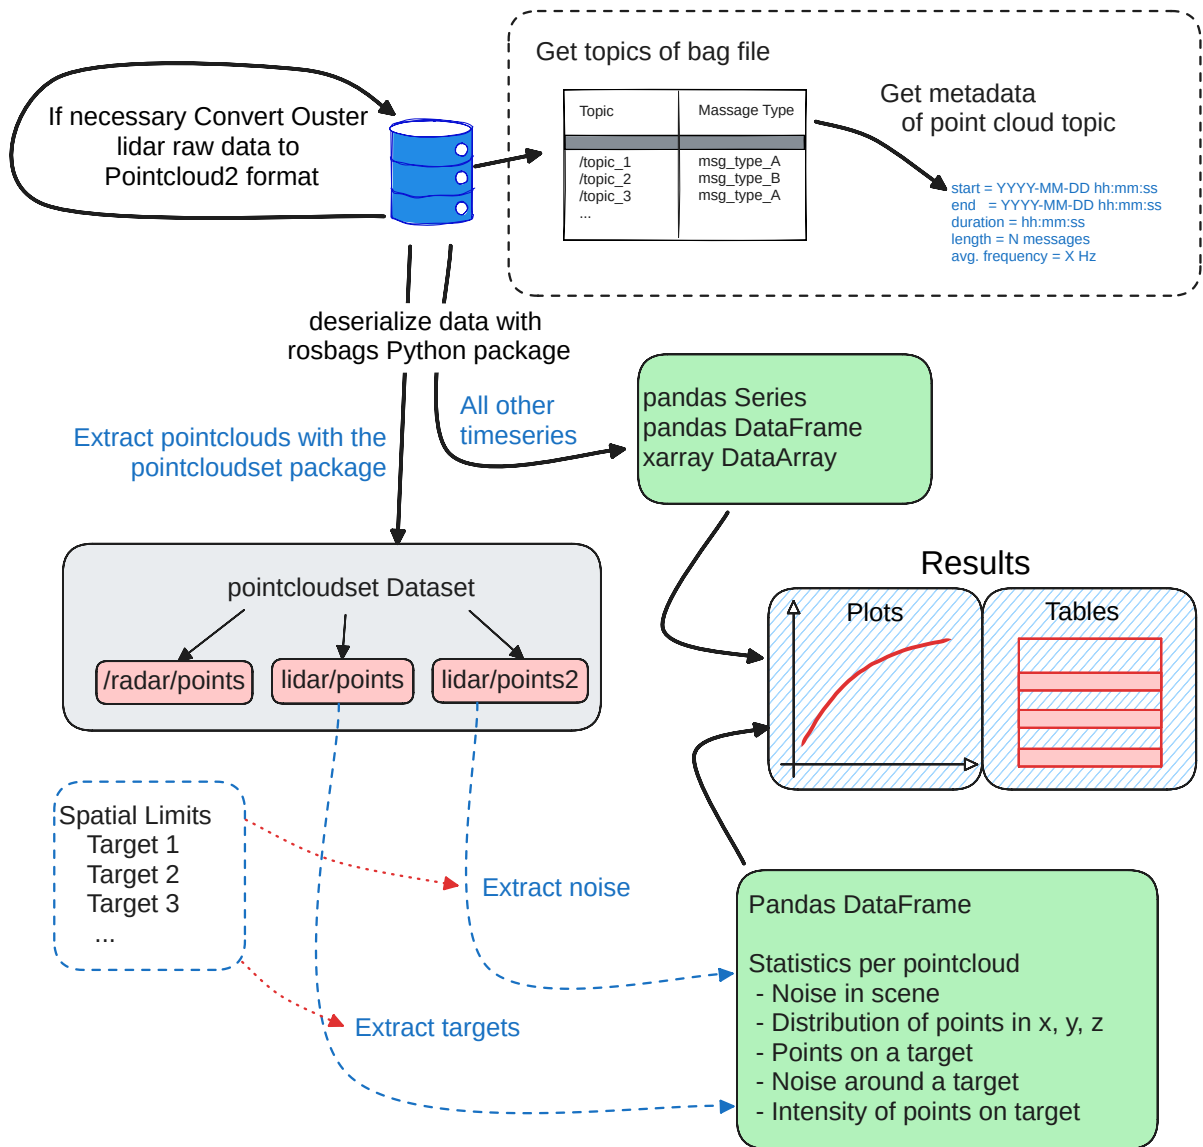 If necessary Convert Ouster
lidar raw data to
Pointcloud2 format
Get topics of bag file
Topic Massage Type
/topic_1 msg_type_A
/topic_2 msg_type_B
/topic_3 msg_type_A
...
Get metadata
of point cloud topic
start = YYYY-MM-DD hh:mm:ss
end = YYYY-MM-DD hh:mm:ss
duration = hh:mm:ss
length = N messages
avg. frequency = X Hz
deserialize data with
rosbags Python package
Extract pointclouds with the
pointcloudset package
All other
timeseries
pandas Series
pandas DataFrame
xarray DataArray
pointcloudset Dataset
/radar/points
lidar/points
lidar/points2
Results
Plots
Tables
Spatial Limits
Target 1
Target 2
Target 3
...
Extract noise
Extract targets
Pandas DataFrame
Statistics per pointcloud
- Noise in scene
- Distribution of points in x, y, z
- Points on a target
- Noise around a target
- Intensity of points on target